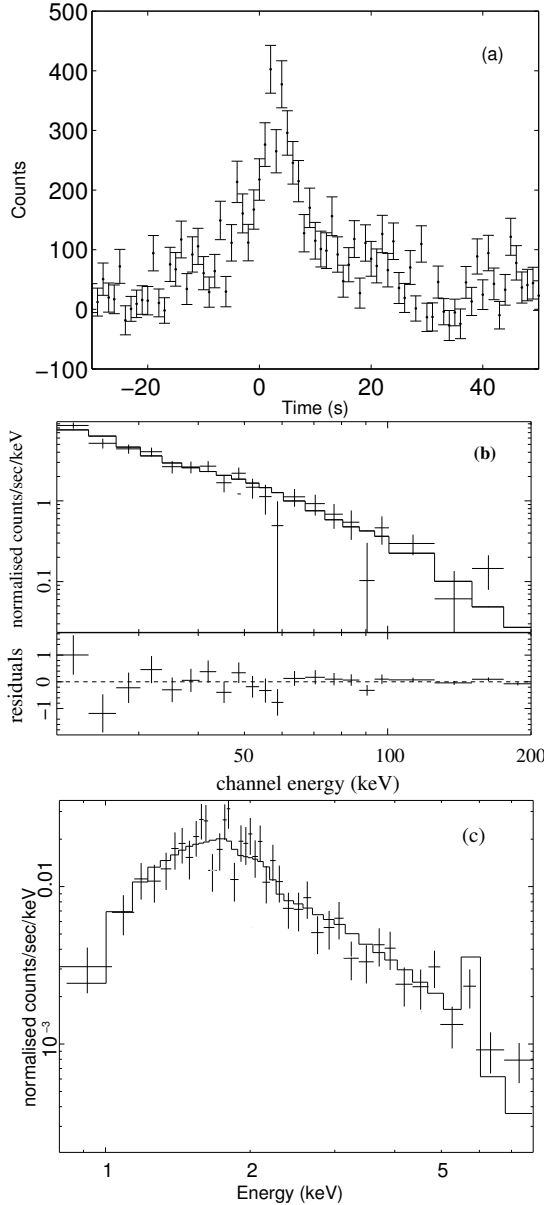 500
400
300
200
100
0
−100
Counts
(a)
−20 0 20 40
Time (s)
normalised counts/sec/keV
1
0.1
(b)
residuals
1
0
−1
50 100 200
channel energy (keV)
normalised counts/sec/keV
0.01
10⁻³
(c)
1 2 5
Energy (keV)